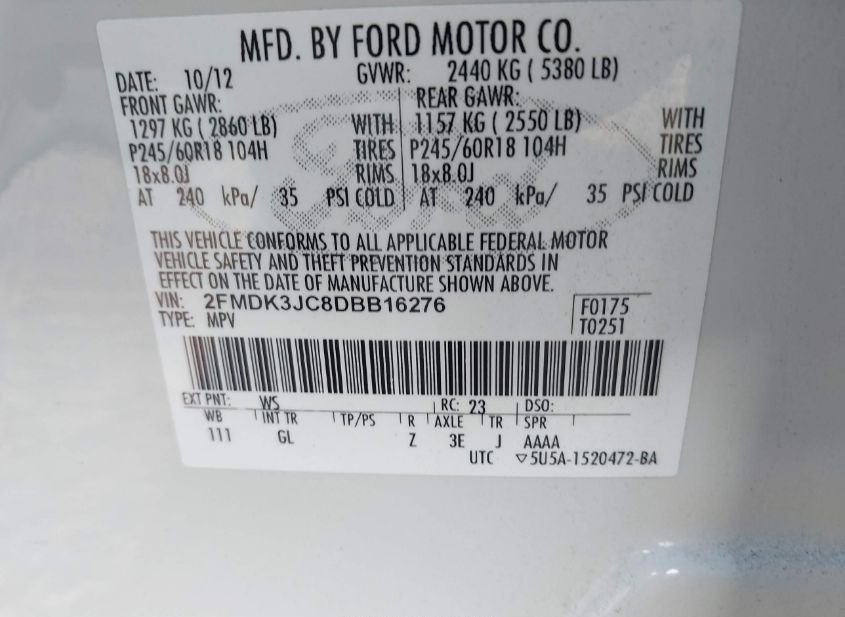 MFD. BY FORD MOTOR CO.
DATE: 10/12 GVWR: 2440 KG ( 5380 LB)
FRONT GAWR: REAR GAWR:
1297 KG ( 2860 LB) WITH 1157 KG ( 2550 LB) WITH
P245/60R18 104H TIRES P245/60R18 104H TIRES
18x8.0J RIMS 18x8.0J RIMS
AT 240 kPa/ 35 PSI COLD AT 240 kPa/ 35 PSI COLD
Ford
THIS VEHICLE CONFORMS TO ALL APPLICABLE FEDERAL MOTOR
VEHICLE SAFETY AND THEFT PREVENTION STANDARDS IN
EFFECT ON THE DATE OF MANUFACTURE SHOWN ABOVE.
VIN: 2FMDK3JC8DBB16276 F0175
TYPE: MPV T0251
EXT PNT: WS RC: 23 DSO:
WB INT TR TP/PS R AXLE TR SPR
111 GL Z 3E J AAAA
UTC ▽5U5A-1520472-BA